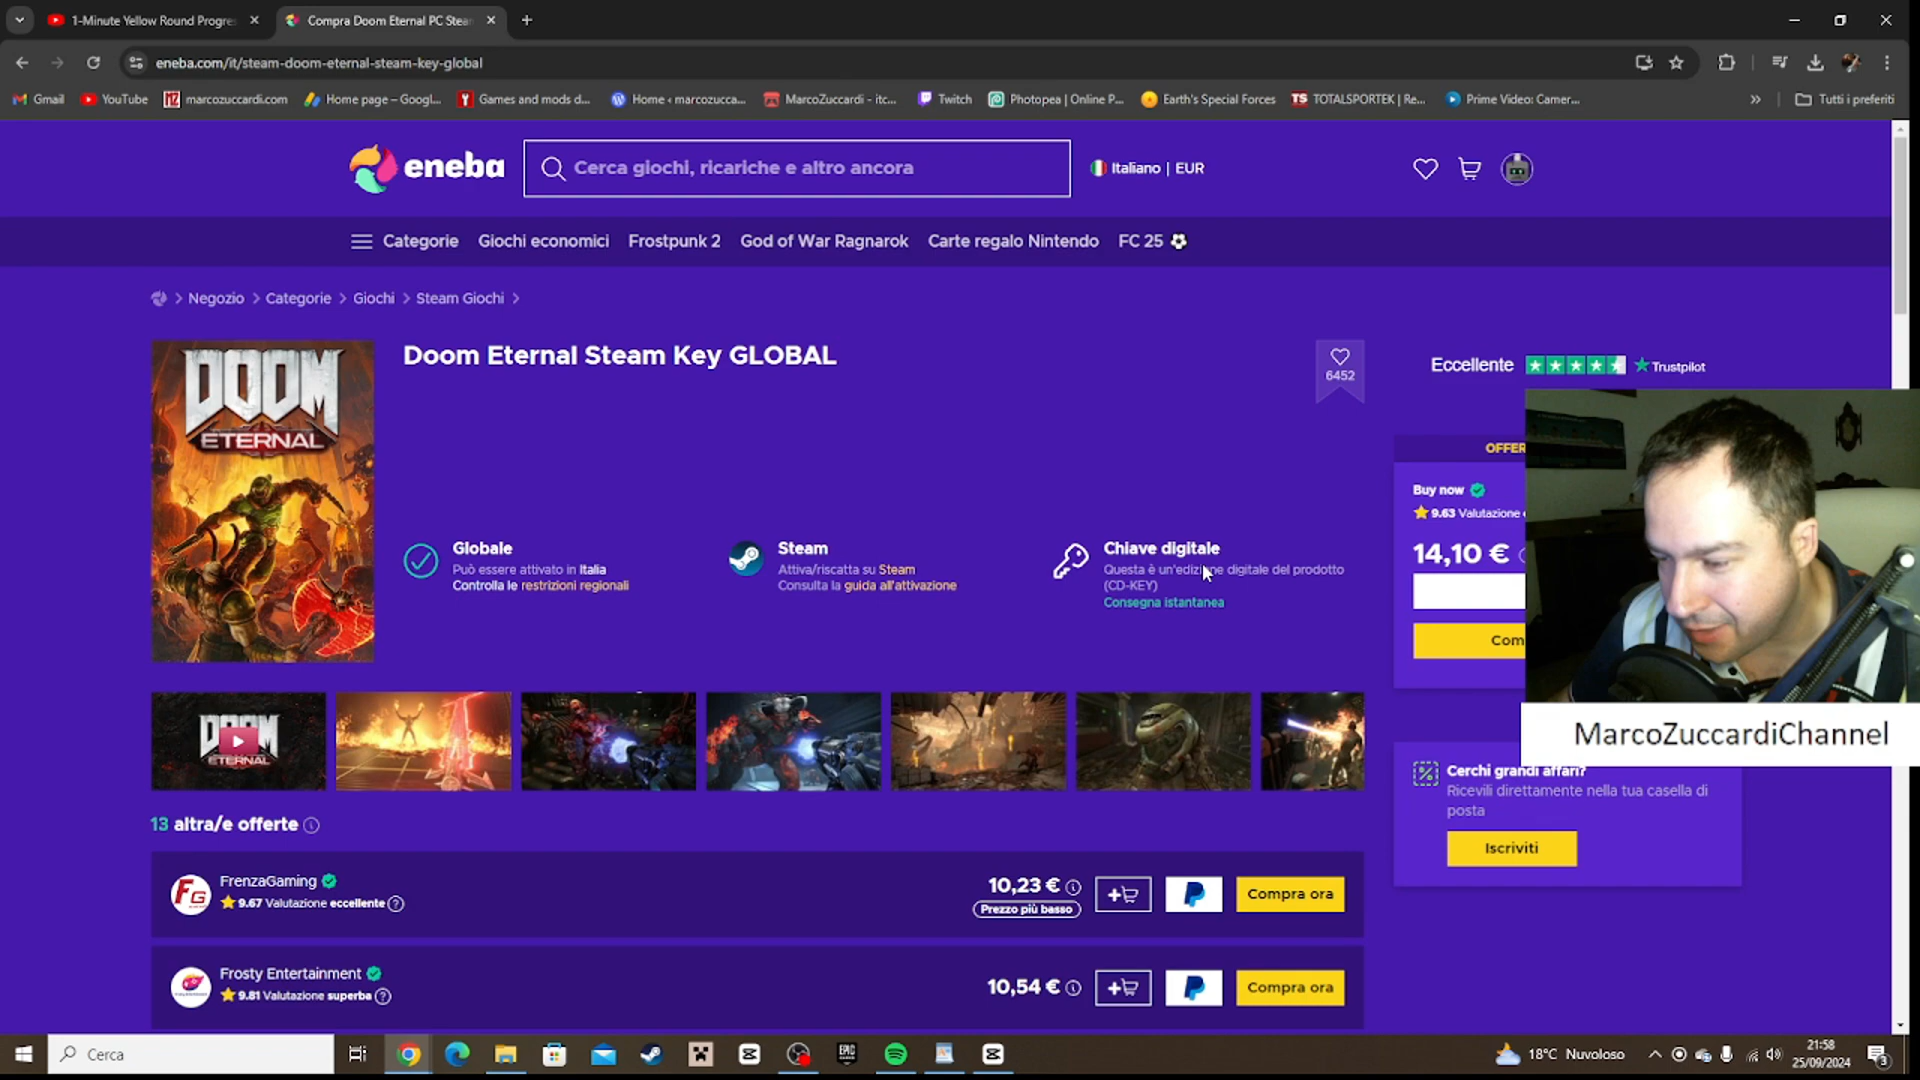 1-Minute Yellow Round Progre
Compra Doom Eternal PC Stea
eneba.com/it/steam-doom-eternal-steam-key-global
Gmail
YouTube
marcozuccardi.com
Home page – Googl...
Games and mods d...
Home ‹ marcozucca...
MarcoZuccardi - itc...
Twitch
Photopea | Online P...
Earth's Special Forces
TS TOTALSPORTEK | Re...
Prime Video: Camer...
Tutti i preferiti
eneba
Cerca giochi, ricariche e altro ancora
Italiano | EUR
Categorie
Giochi economici
Frostpunk 2
God of War Ragnarok
Carte regalo Nintendo
FC 25
Negozio
Categorie
Giochi
Steam Giochi
DOOM
ETERNAL
Doom Eternal Steam Key GLOBAL
6452
Eccellente
Trustpilot
Globale
Può essere attivato in Italia
Controlla le restrizioni regionali
Steam
Attiva/riscatta su Steam
Consulta la guida all'attivazione
Chiave digitale
Questa è un'edizione digitale del prodotto
(CD-KEY)
Consegna istantanea
OFFER
Buy now
9.63 Valutazione
14,10 €
Com
MarcoZuccardiChannel
Cerchi grandi affari?
Ricevili direttamente nella tua casella di
posta
Iscriviti
DOOM
ETERNAL
13 altra/e offerte
FG
FrenzaGaming
9.67 Valutazione eccellente
10,23 €
Prezzo più basso
Compra ora
Frosty Entertainment
9.81 Valutazione superba
10,54 €
Compra ora
Cerca
EPIC
18°C Nuvoloso
21:58
25/09/2024
3